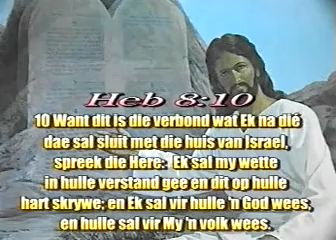 Heb 8:10
10 Want dit is die verbond wat Ek na dié
dae sal sluit met die huis van Israel,
spreek die Here: Ek sal my wette
in hulle verstand gee en dit op hulle
hart skrywe; en Ek sal vir hulle 'n God wees,
en hulle sal vir My 'n volk wees.